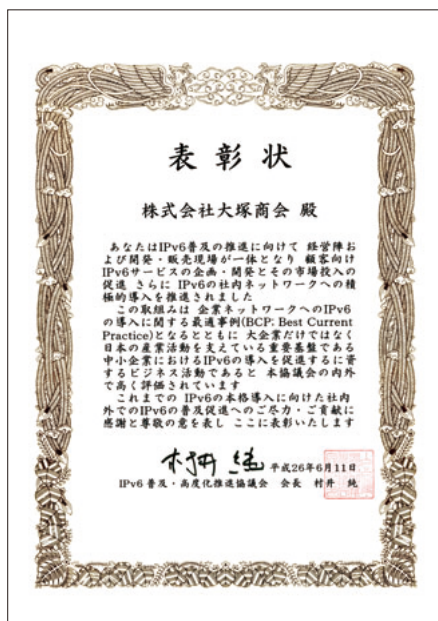 表彰状
株式会社大塚商会 殿
あなたはIPv6普及の推進に向けて 経営陣お
よび開発・販売現場が一体となり 顧客向け
IPv6サービスの企画・開発とその市場投入の
促進 さらに IPv6の社内ネットワークへの積
極的導入を推進されました
この取組みは 企業ネットワークへのIPv6
の導入に関する最適事例(BCP: Best Current
Practice)となるとともに 大企業だけではなく
日本の産業活動を支えている重要基盤である
中小企業におけるIPv6の導入を促進するに資
するビジネス活動であると 本協議会の内外
で高く評価されています
これまでの IPv6の本格導入に向けた社内
外でのIPv6の普及促進へのご尽力・ご貢献に
感謝と尊敬の意を表し ここに表彰いたします
村井 純 平成26年6月11日
IPv6 普及・高度化推進協議会 会長 村井 純